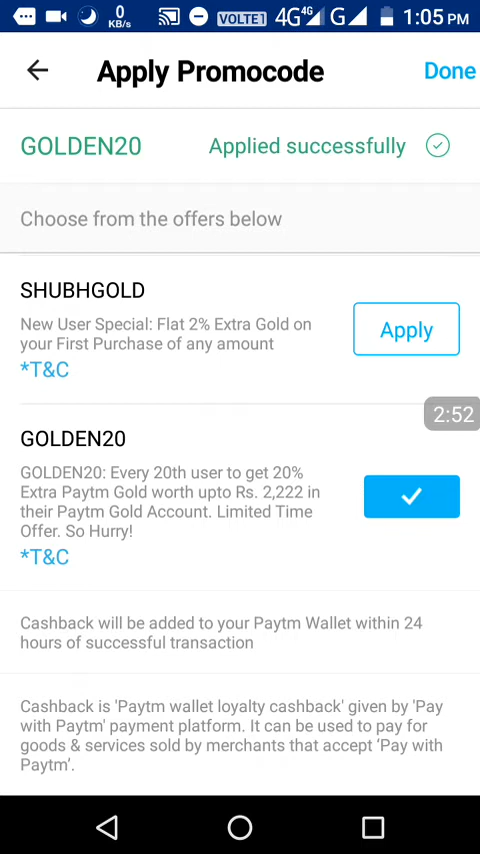 0
KB/s
VOLTE1
4G
4G
G
1:05 PM
Apply Promocode
Done
GOLDEN20
Applied successfully
Choose from the offers below
SHUBHGOLD
New User Special: Flat 2% Extra Gold on
your First Purchase of any amount
*T&C
Apply
2:52
GOLDEN20
GOLDEN20: Every 20th user to get 20%
Extra Paytm Gold worth upto Rs. 2,222 in
their Paytm Gold Account. Limited Time
Offer. So Hurry!
*T&C
Cashback will be added to your Paytm Wallet within 24
hours of successful transaction
Cashback is 'Paytm wallet loyalty cashback' given by 'Pay
with Paytm' payment platform. It can be used to pay for
goods & services sold by merchants that accept ‘Pay with
Paytm’.